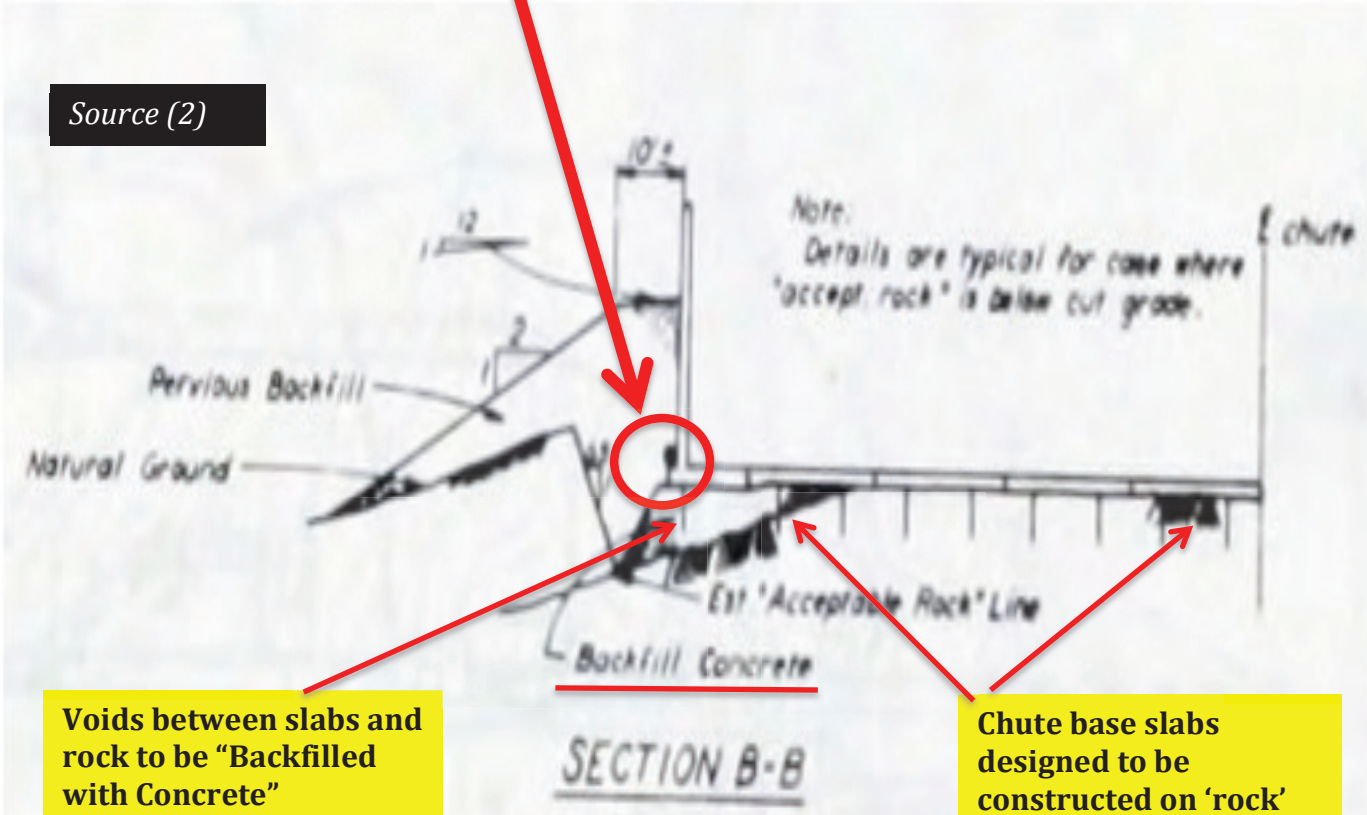 Source (2)
10'±
12
1
Note:
Details are typical for case where
"accept. rock" is below cut grade.
℄ chute
2
1
Pervious Backfill
Natural Ground
Est "Acceptable Rock" Line
Backfill Concrete
Voids between slabs and
rock to be “Backfilled
with Concrete”
SECTION B-B
Chute base slabs
designed to be
constructed on ‘rock’